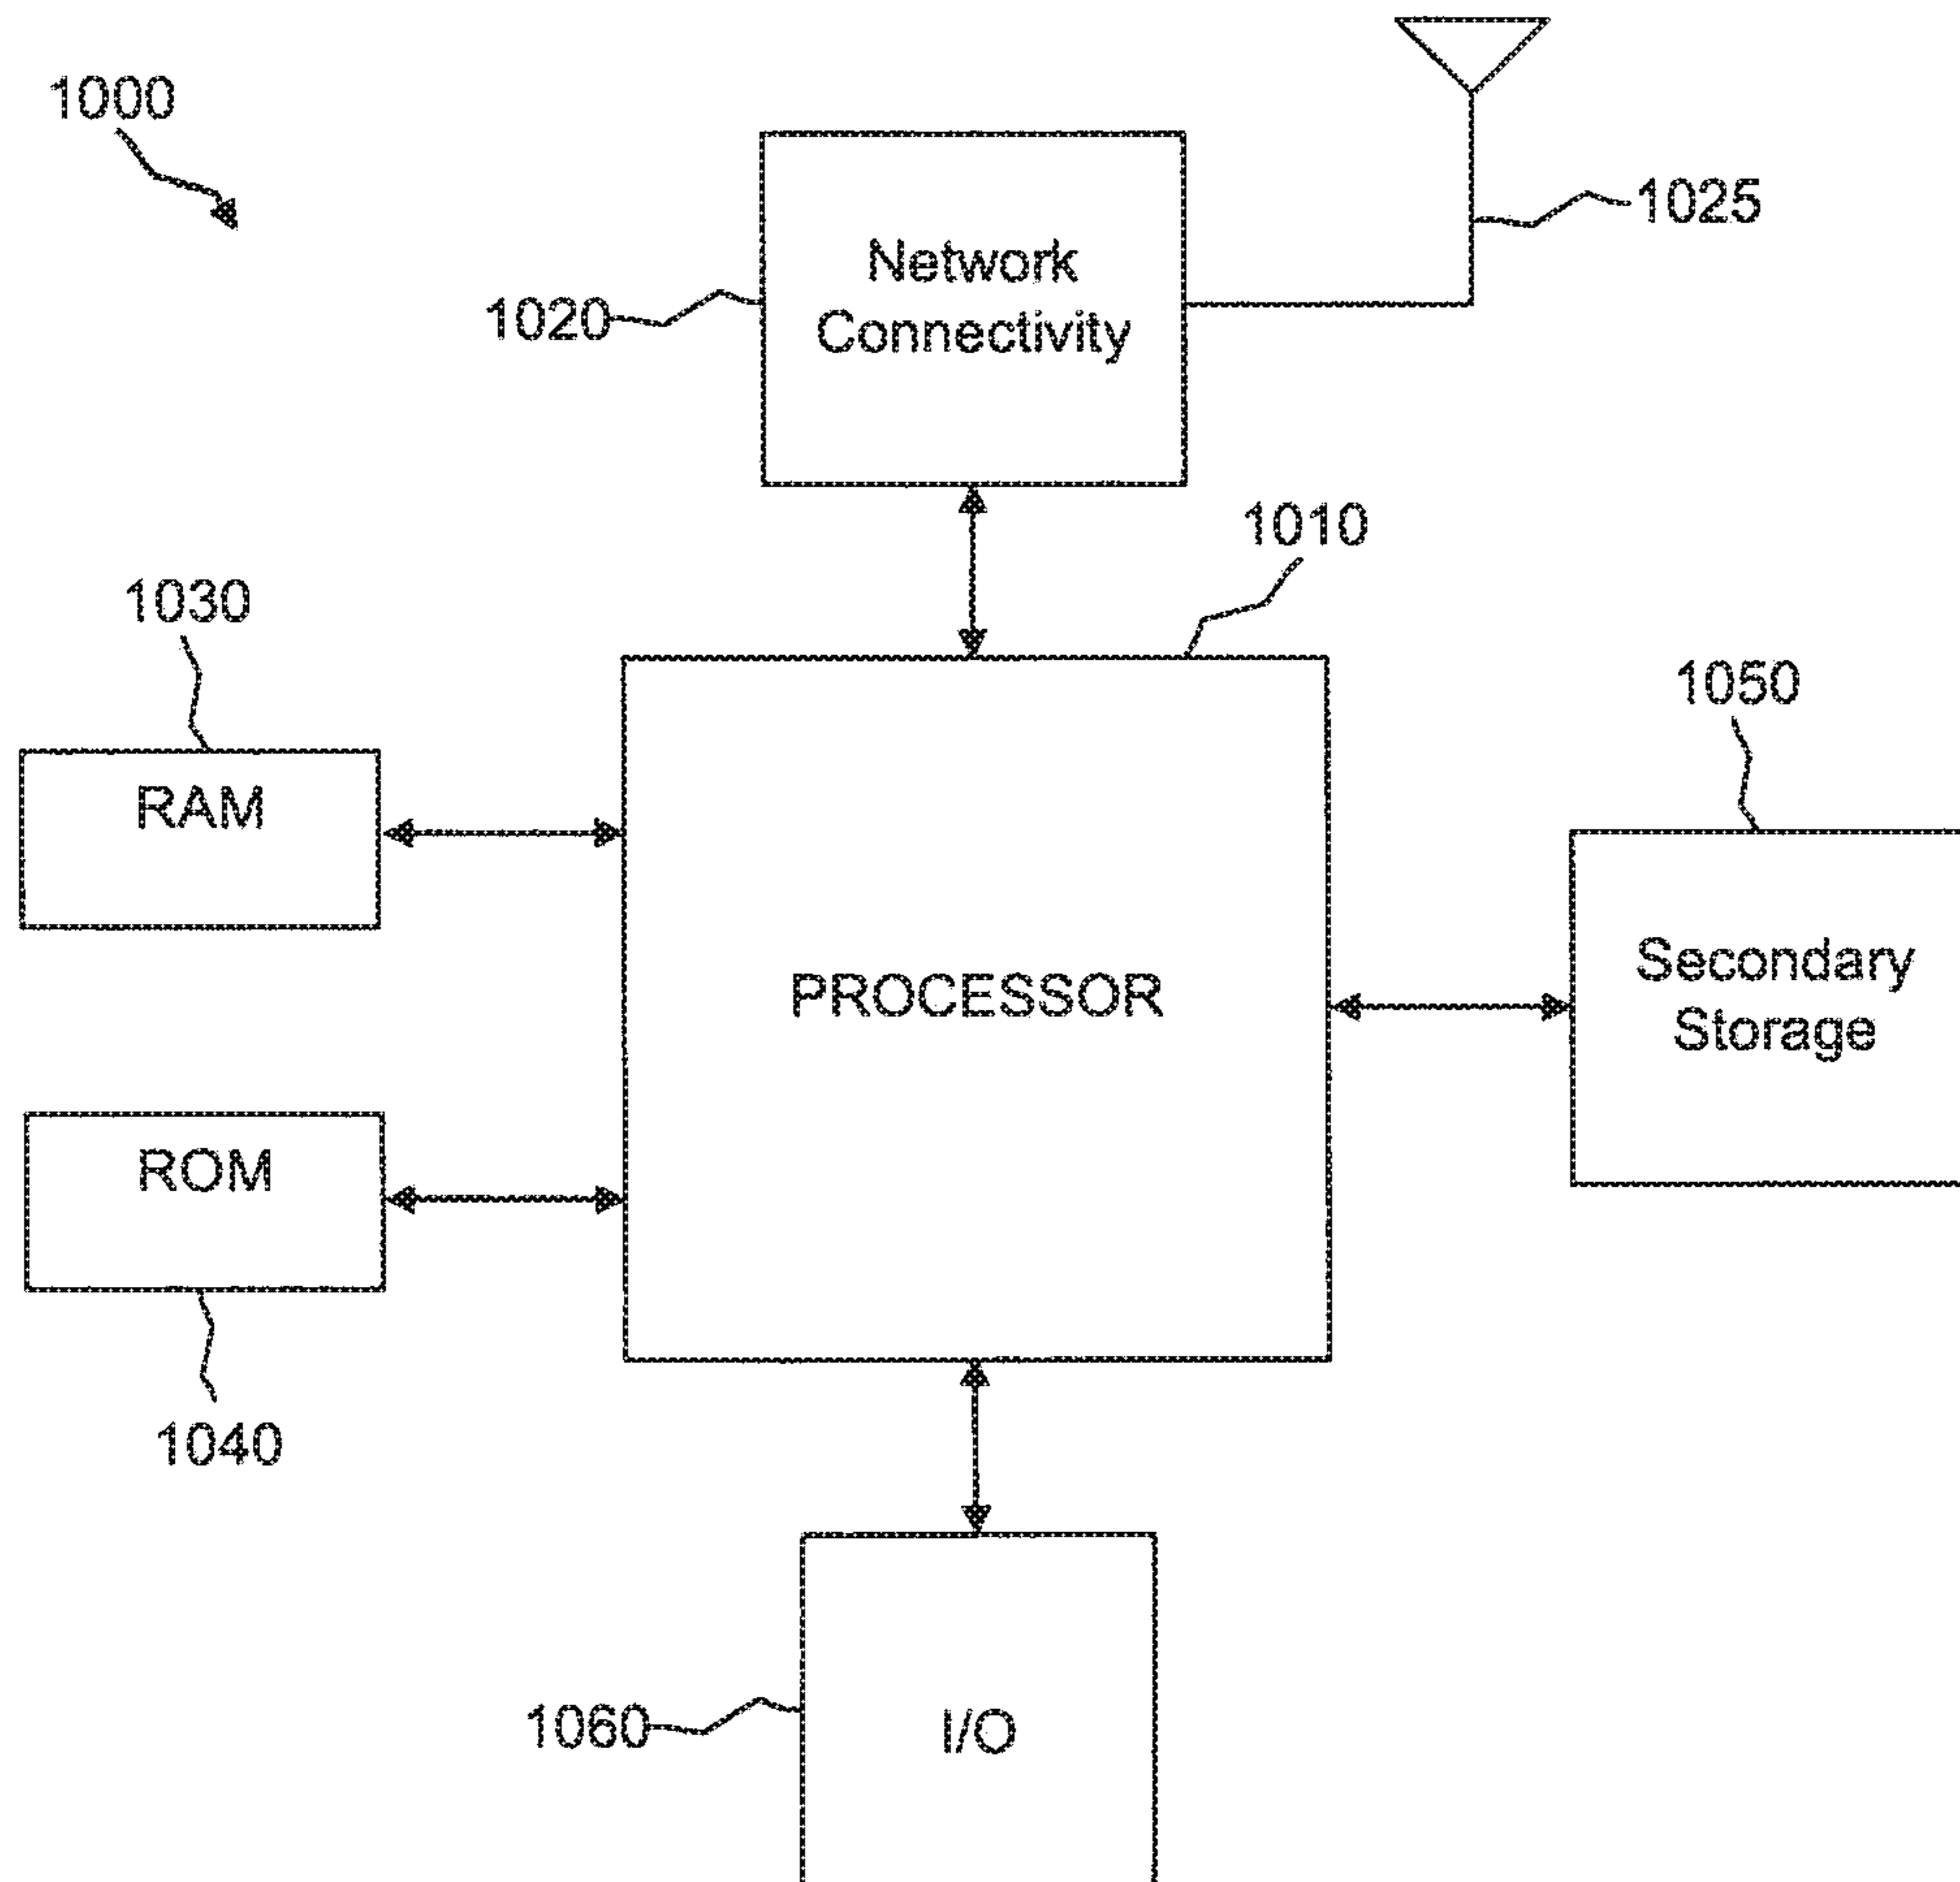 1000
1025
Network
Connectivity
1020
1010
1030
1050
RAM
Secondary
Storage
PROCESSOR
ROM
1040
1060
I/O